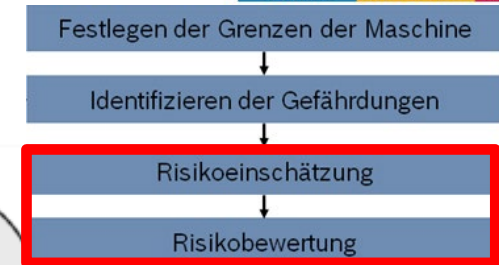 Festlegen der Grenzen der Maschine
Identifizieren der Gefährdungen
Risikoeinschätzung
Risikobewertung